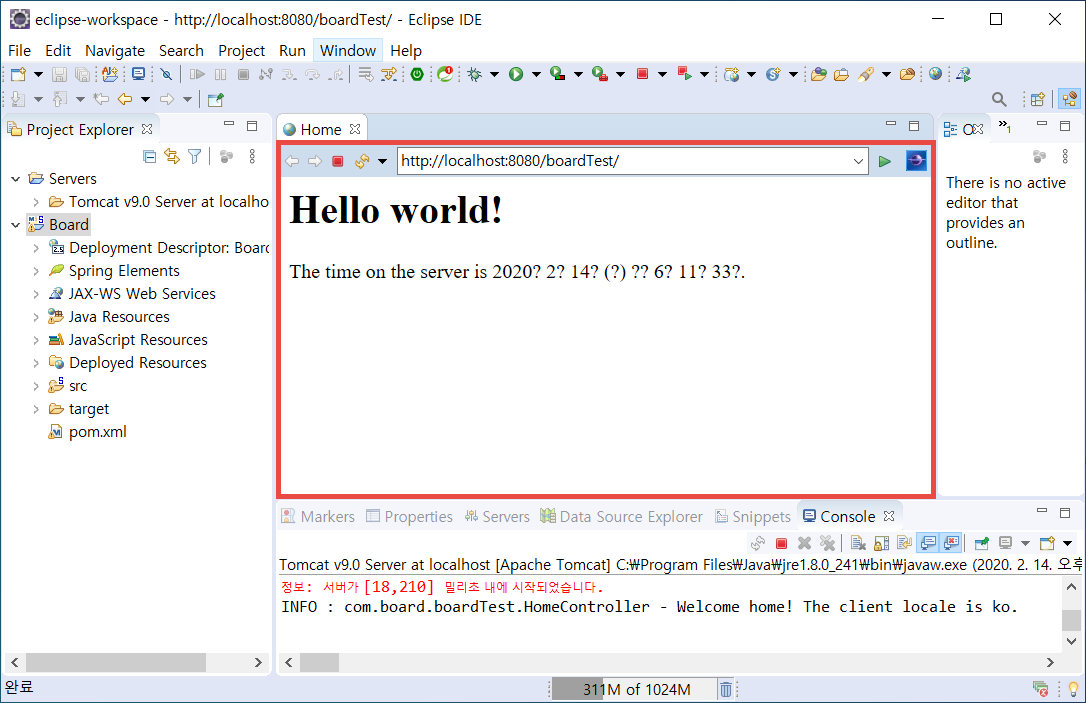 eclipse-workspace - http://localhost:8080/boardTest/ - Eclipse IDE
File Edit Navigate Search Project Run Window Help
Project Explorer
Servers
Tomcat v9.0 Server at localho
Board
Deployment Descriptor: Board
Spring Elements
JAX-WS Web Services
Java Resources
JavaScript Resources
Deployed Resources
src
target
pom.xml
Home
http://localhost:8080/boardTest/
Hello world!
The time on the server is 2020? 2? 14? (?) ?? 6? 11? 33?.
There is no active
editor that
provides an
outline.
Markers Properties Servers Data Source Explorer Snippets Console
Tomcat v9.0 Server at localhost [Apache Tomcat] C:₩Program Files₩Java₩jre1.8.0_241₩bin₩javaw.exe (2020. 2. 14. 오후
정보: 서버가 [18,210] 밀리초 내에 시작되었습니다.
INFO : com.board.boardTest.HomeController - Welcome home! The client locale is ko.
완료
311M of 1024M